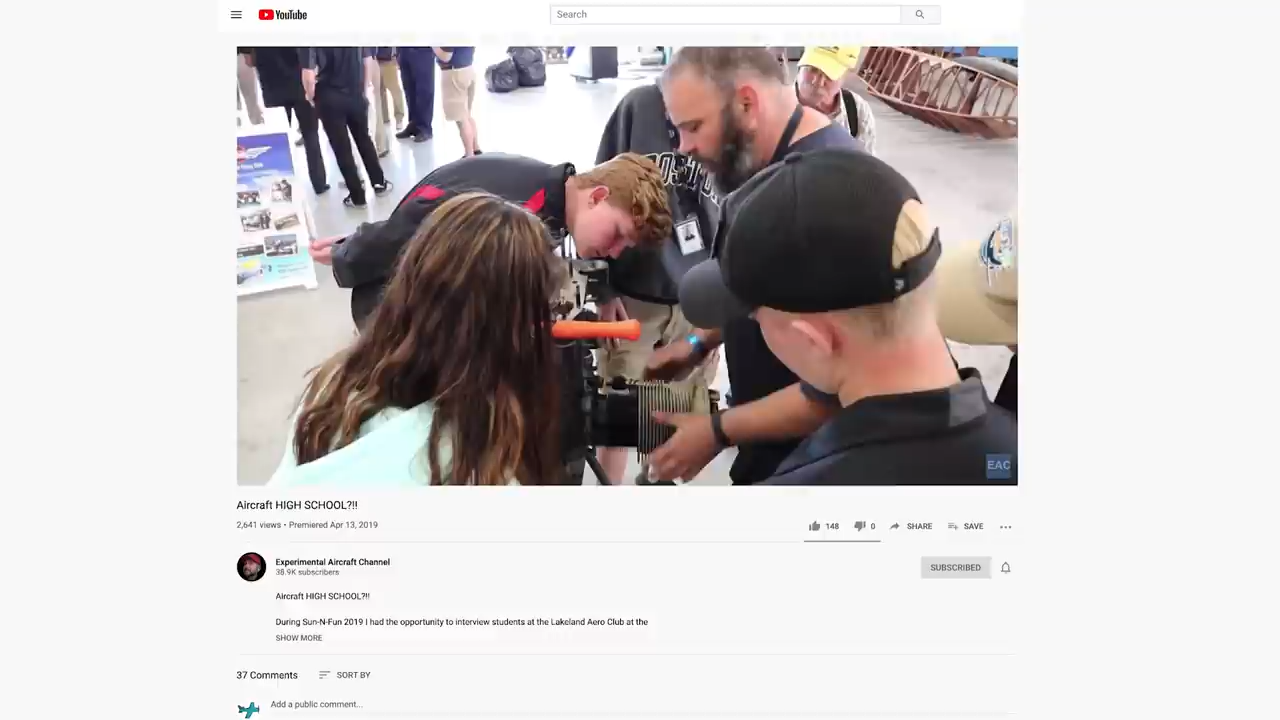 YouTube
Search
BOSTON
EAC
Aircraft HIGH SCHOOL?!!
2,641 views • Premiered Apr 13, 2019
148
0
SHARE
SAVE
Experimental Aircraft Channel
38.9K subscribers
SUBSCRIBED
Aircraft HIGH SCHOOL?!!
During Sun-N-Fun 2019 I had the opportunity to interview students at the Lakeland Aero Club at the
SHOW MORE
37 Comments
SORT BY
Add a public comment...